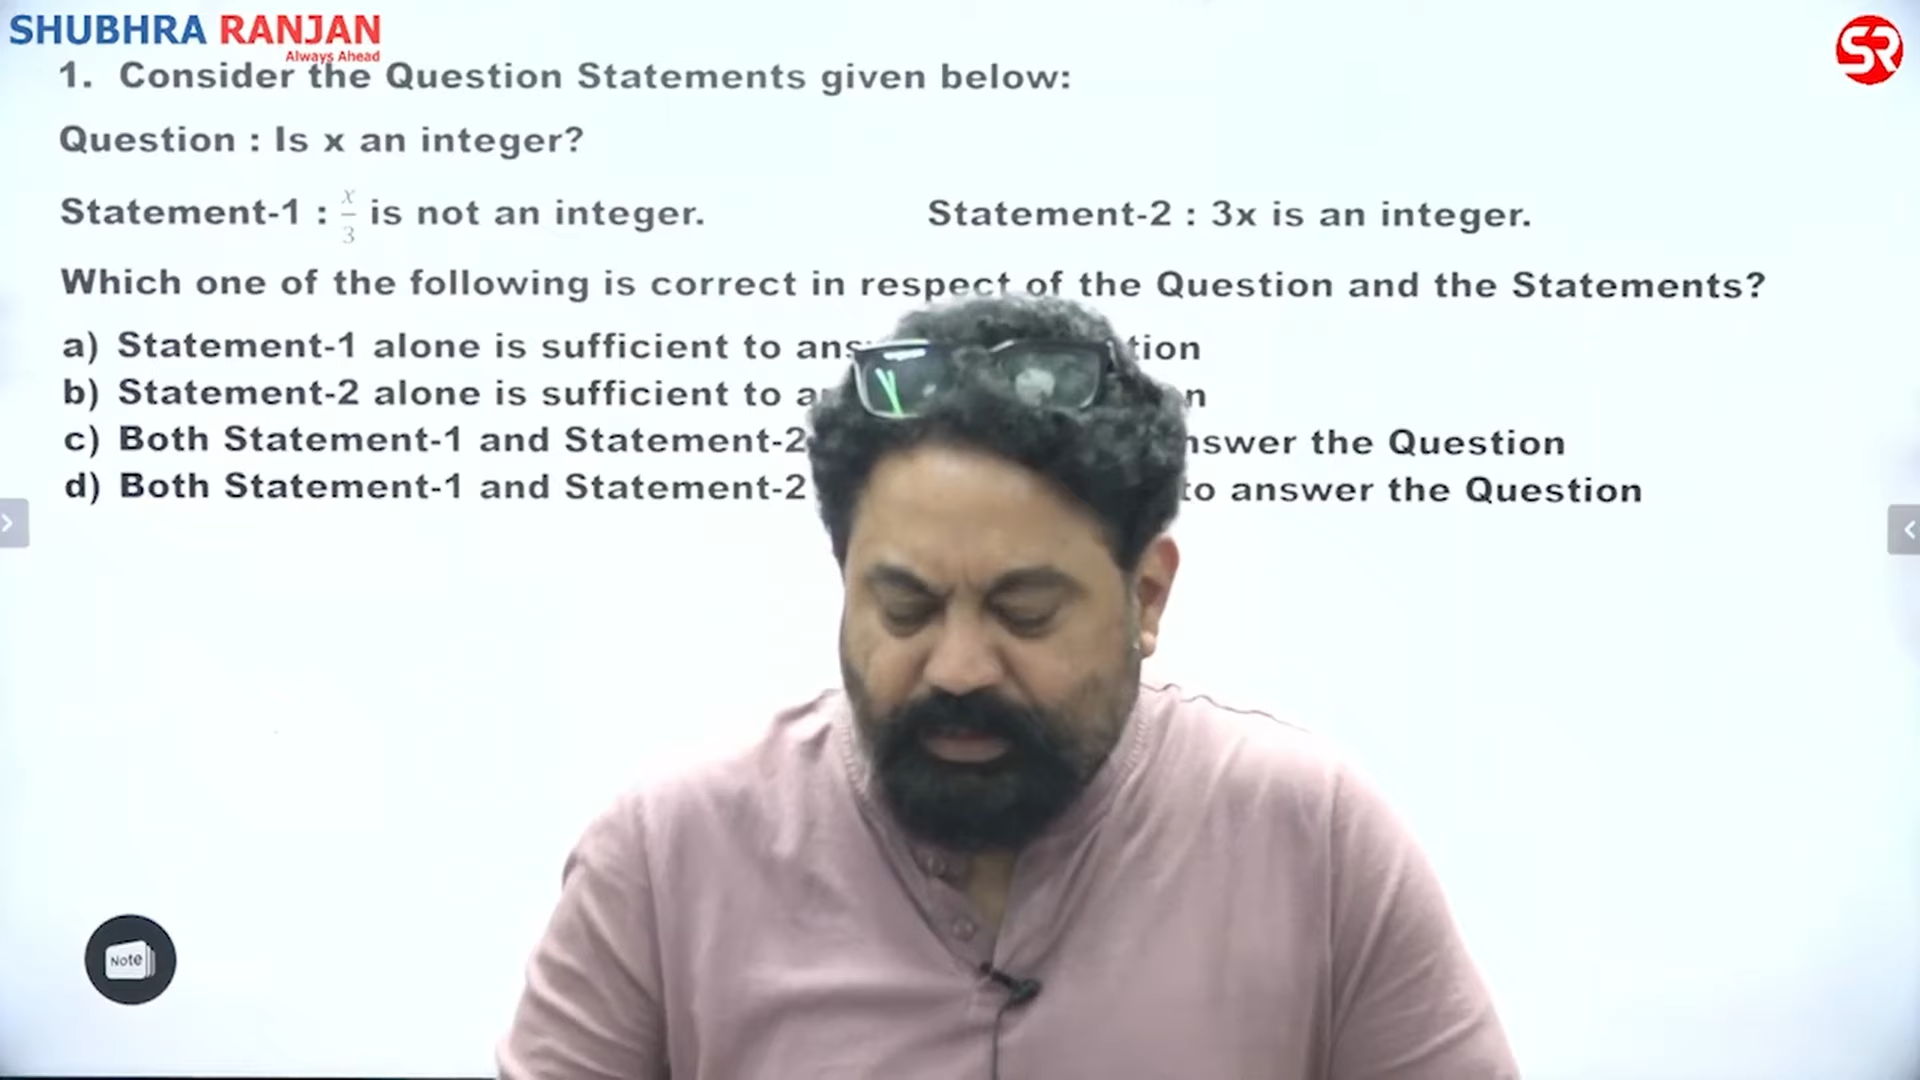 SHUBHRA RANJAN
Always Ahead
SR
1. Consider the Question Statements given below:
Question : Is x an integer?
Statement-1 : x/3 is not an integer. Statement-2 : 3x is an integer.
Which one of the following is correct in respect of the Question and the Statements?
a) Statement-1 alone is sufficient to
b) Statement-2 alone is sufficient to
c) Both Statement-1 and Statement-2 the Question
d) Both Statement-1 and Statement-2 to answer the Question
Note